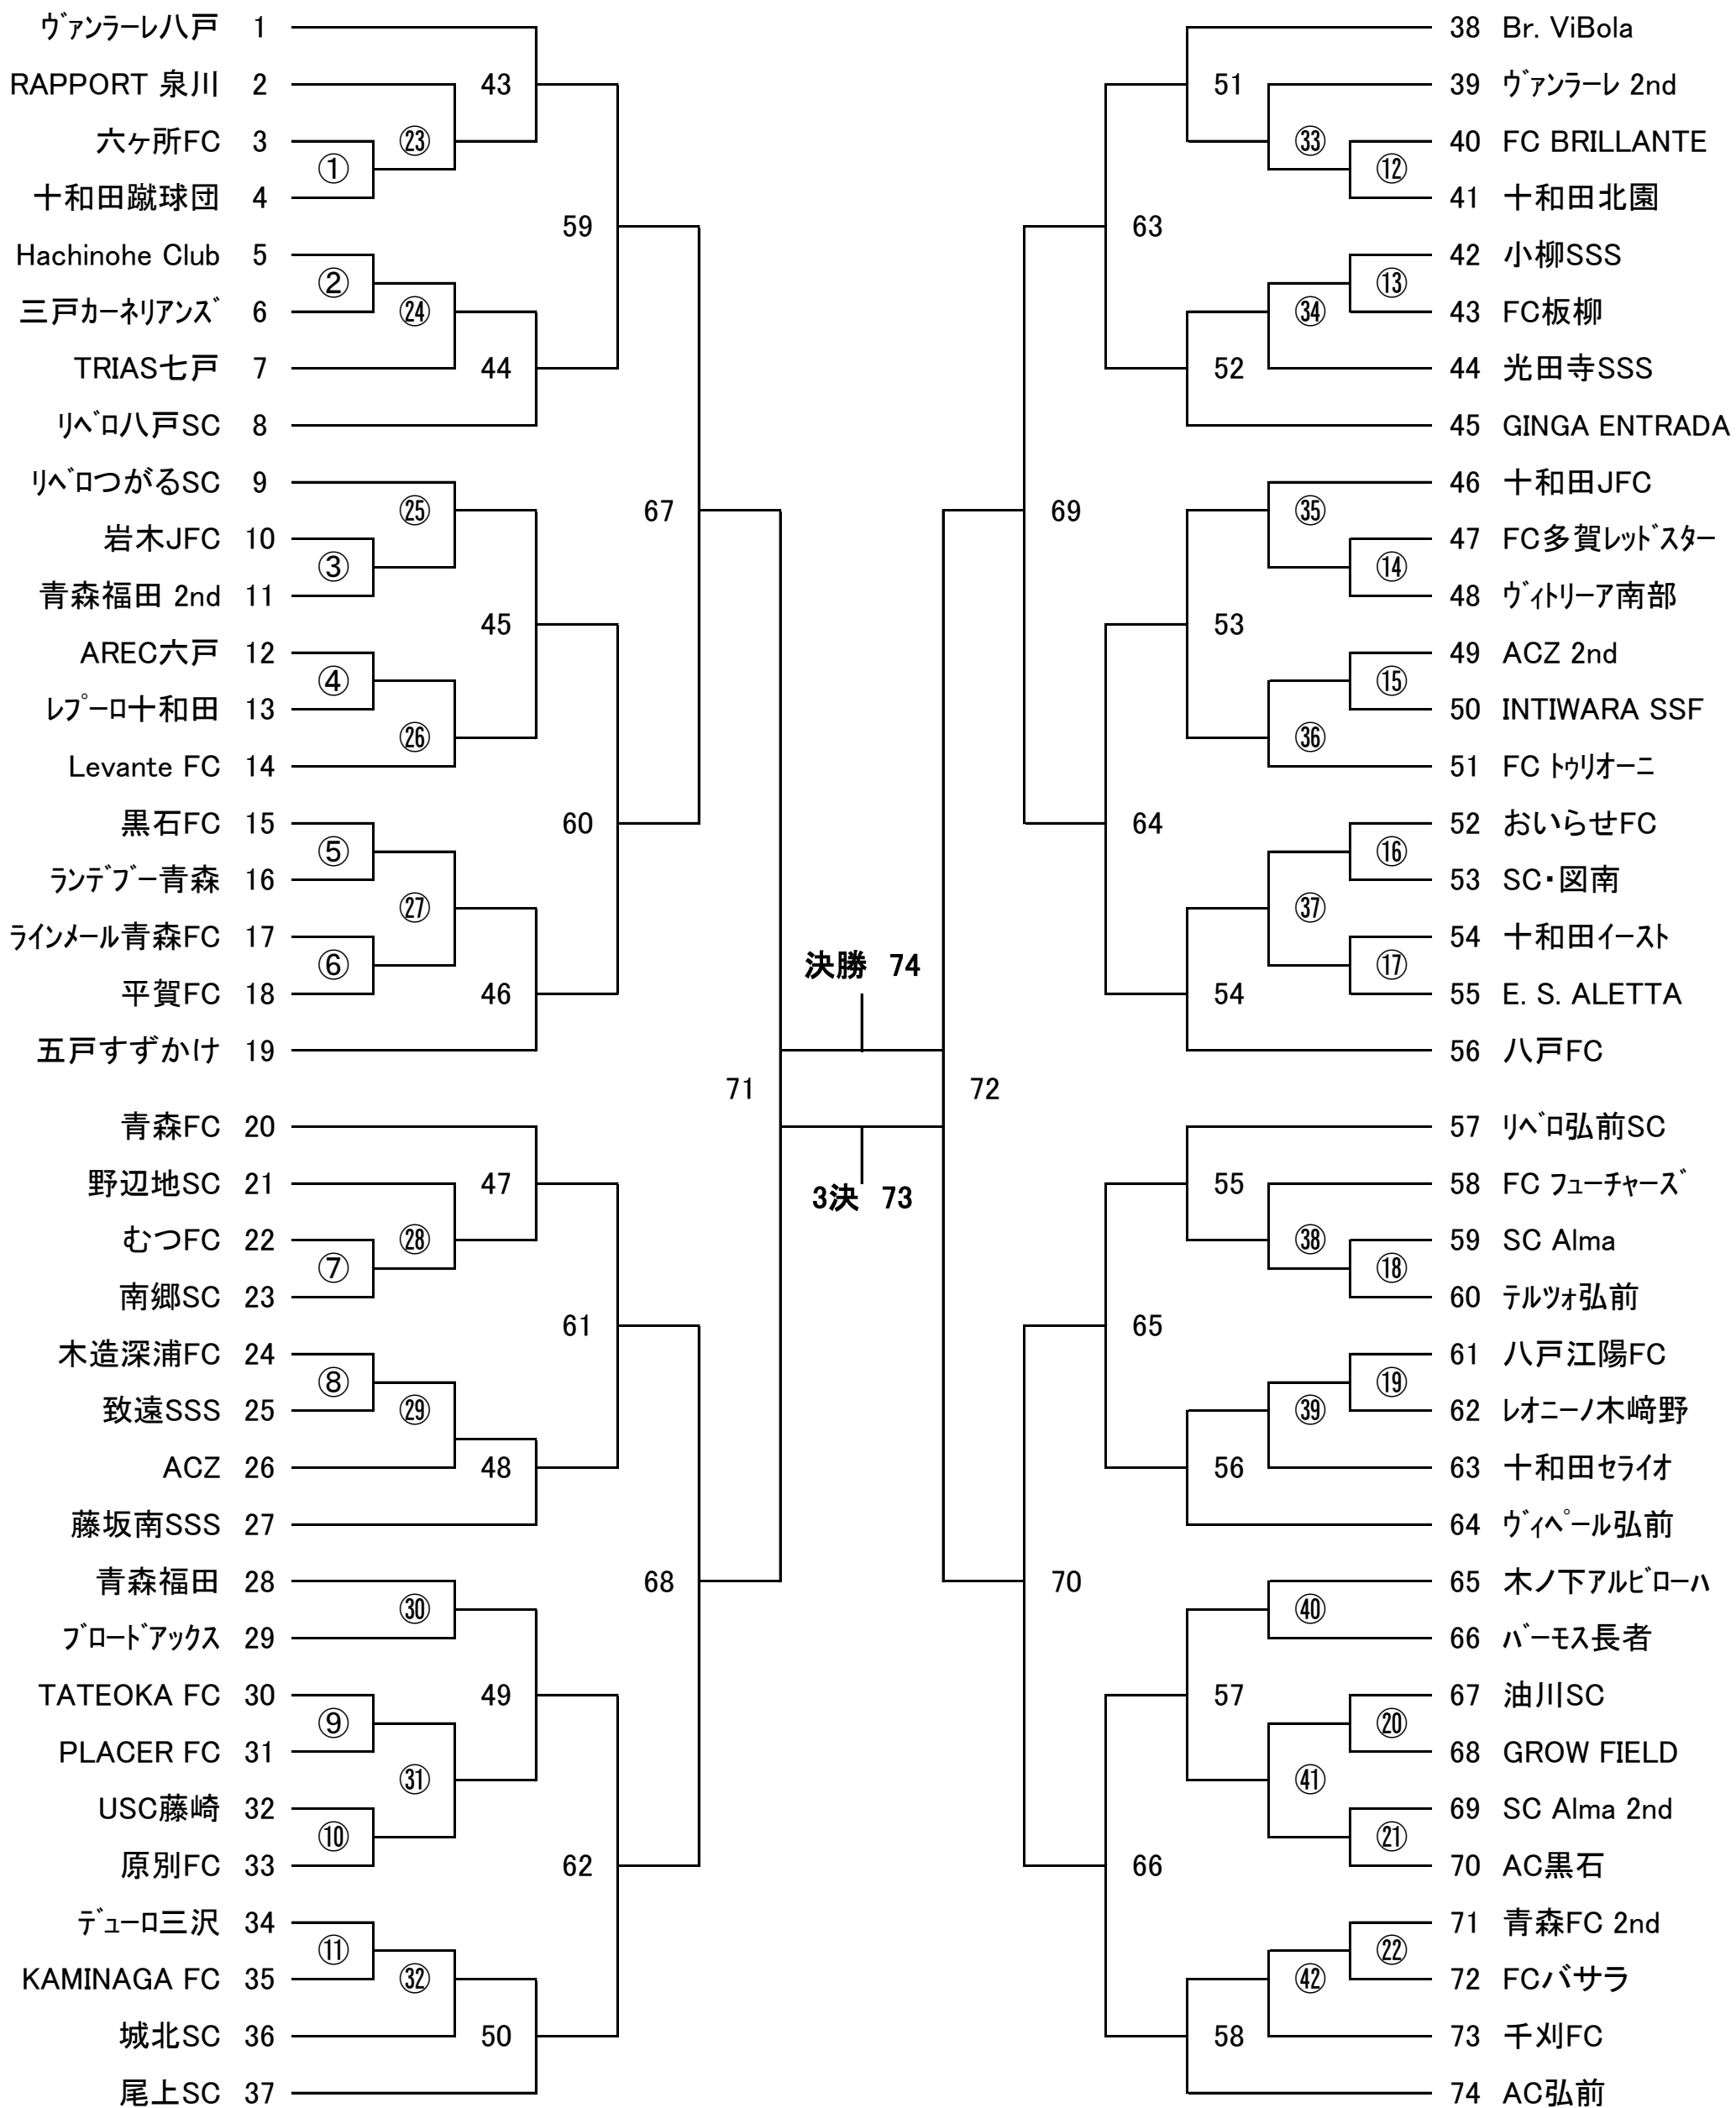 ｳﾞｧﾝﾗｰﾚ八戸 1
RAPPORT 泉川 2
43
㉓
六ヶ所FC 3
①
十和田蹴球団 4
59
Hachinohe Club 5
②
三戸ｶｰﾈﾘｱﾝｽﾞ 6
㉔
TRIAS七戸 7
44
ﾘﾍﾞﾛ八戸SC 8
ﾘﾍﾞﾛつがるSC 9
㉕
67
岩木JFC 10
③
青森福田 2nd 11
45
AREC六戸 12
④
ﾚﾌﾟｰﾛ十和田 13
㉖
Levante FC 14
黒石FC 15
60
⑤
ﾗﾝﾃﾞﾌﾞｰ青森 16
㉗
ﾗｲﾝﾒｰﾙ青森FC 17
⑥
平賀FC 18
46
五戸すずかけ 19
71
青森FC 20
野辺地SC 21
47
むつFC 22
㉘
⑦
南郷SC 23
61
木造深浦FC 24
⑧
致遠SSS 25
㉙
ACZ 26
48
藤坂南SSS 27
青森福田 28
㉚
68
ﾌﾞﾛｰﾄﾞｱｯｸｽ 29
TATEOKA FC 30
49
⑨
PLACER FC 31
㉛
USC藤崎 32
⑩
原別FC 33
62
ﾃﾞｭｰﾛ三沢 34
⑪
KAMINAGA FC 35
㉜
城北SC 36
50
尾上SC 37
決勝 74
3決 73
38 Br. ViBola
51
39 ｳﾞｧﾝﾗｰﾚ 2nd
㉝
40 FC BRILLANTE
⑫
41 十和田北園
63
42 小柳SSS
⑬
㉞
43 FC板柳
52
44 光田寺SSS
45 GINGA ENTRADA
46 十和田JFC
69
㉟
47 FC多賀ﾚｯﾄﾞｽﾀｰ
⑭
48 ｳﾞｨﾄﾘｰｱ南部
53
49 ACZ 2nd
⑮
50 INTIWARA SSF
㊱
51 FC ﾄｩﾘｵｰﾆ
64
52 おいらせFC
⑯
53 SC・図南
㊲
54 十和田ｲｰｽﾄ
⑰
54
55 E. S. ALETTA
56 八戸FC
72
57 ﾘﾍﾞﾛ弘前SC
55
58 FC ﾌｭｰﾁｬｰｽﾞ
㊳
59 SC Alma
⑱
60 ﾃﾙﾂｫ弘前
65
61 八戸江陽FC
⑲
㊴
62 ﾚｵﾆｰﾉ木﨑野
56
63 十和田ｾﾗｲｵ
64 ｳﾞｨﾍﾟｰﾙ弘前
70
65 木ノ下ｱﾙﾋﾞﾛｰﾊ
㊵
66 ﾊﾞｰﾓｽ長者
57
67 油川SC
⑳
68 GROW FIELD
㊶
69 SC Alma 2nd
㉑
66
70 AC黒石
71 青森FC 2nd
㉒
㊷
72 FCバサラ
58
73 千刈FC
74 AC弘前